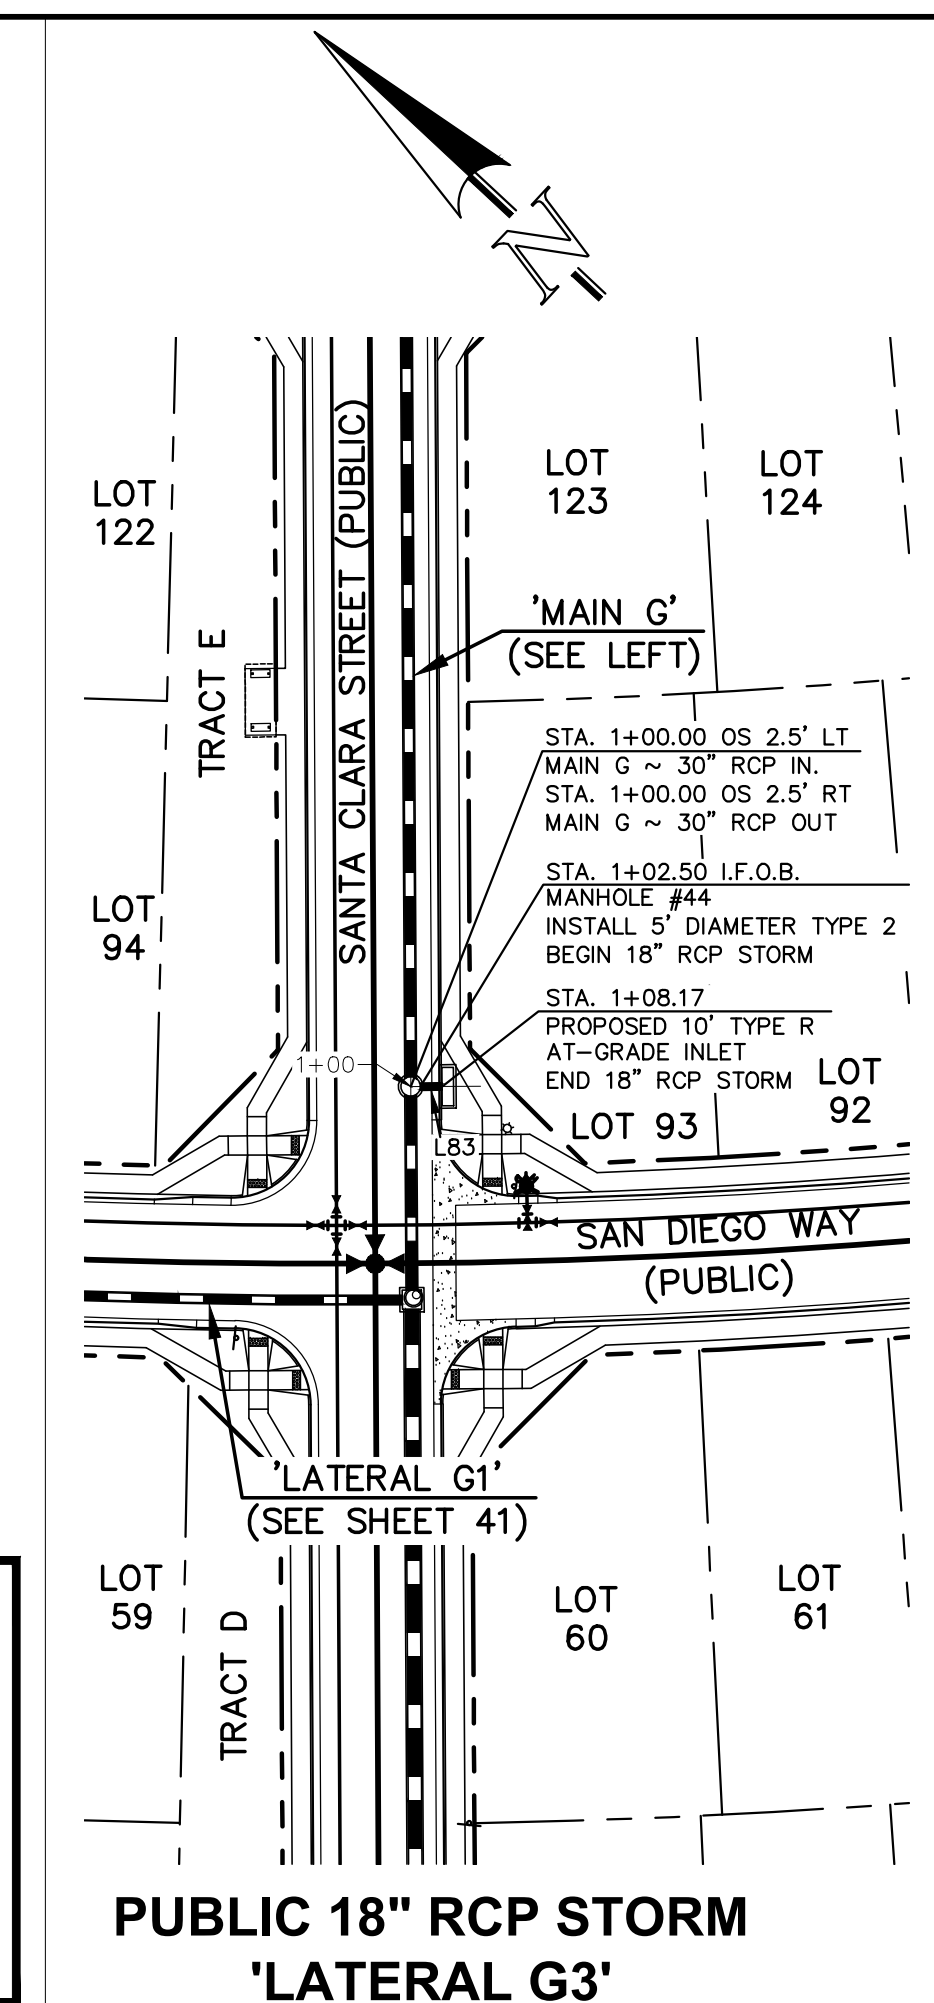 N
LOT
122
LOT
123
LOT
124
SANTA CLARA STREET (PUBLIC)
'MAIN G'
(SEE LEFT)
TRACT E
STA. 1+00.00 OS 2.5' LT
MAIN G ~ 30" RCP IN.
STA. 1+00.00 OS 2.5' RT
MAIN G ~ 30" RCP OUT
STA. 1+02.50 I.F.O.B.
MANHOLE #44
INSTALL 5' DIAMETER TYPE 2
BEGIN 18" RCP STORM
LOT
94
STA. 1+08.17
PROPOSED 10' TYPE R
AT-GRADE INLET
END 18" RCP STORM
1+00
LOT
92
LOT 93
L83
SAN DIEGO WAY
(PUBLIC)
'LATERAL G1'
(SEE SHEET 41)
LOT
59
LOT
60
LOT
61
TRACT D
PUBLIC 18" RCP STORM
'LATERAL G3'